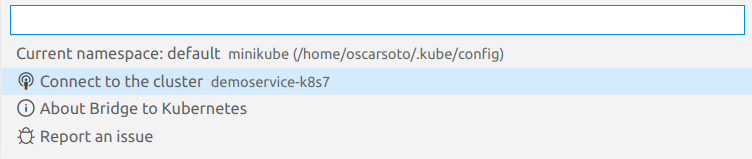 Current namespace: default minikube (/home/oscarsoto/.kube/config)
Connect to the cluster demoservice-k8s7
About Bridge to Kubernetes
Report an issue